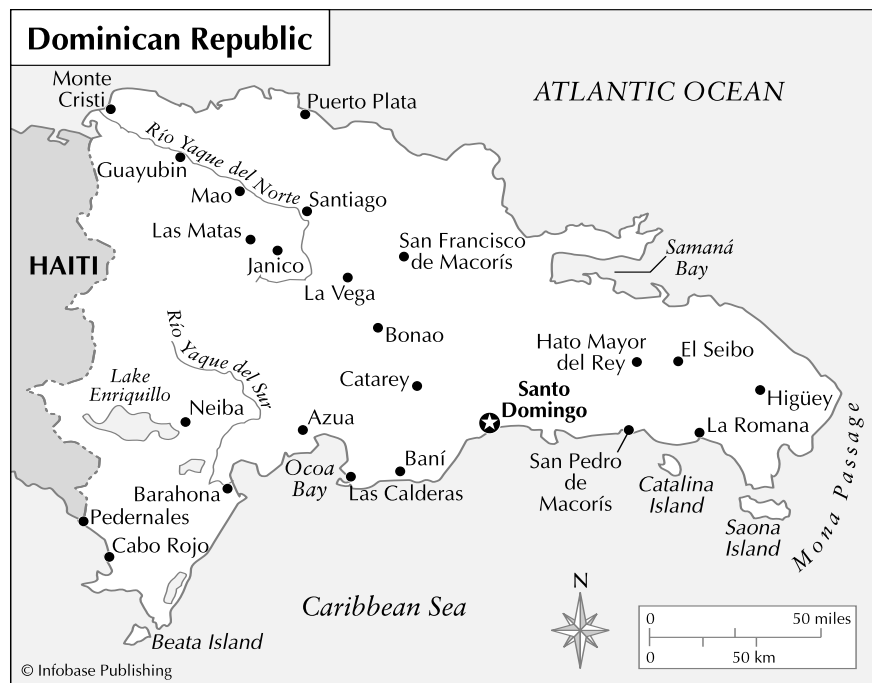 Dominican Republic
Monte
Cristi
Puerto Plata
ATLANTIC OCEAN
Río Yaque del Norte
Guayubin
Mao
Santiago
Las Matas
Janico
San Francisco
de Macorís
Samaná
Bay
HAITI
La Vega
Río Yaque del Sur
Bonao
Hato Mayor
del Rey
El Seibo
Lake
Enriquillo
Catarey
Santo
Domingo
Higüey
Neiba
Azua
La Romana
Mona Passage
Ocoa
Bay
Baní
San Pedro
de
Macorís
Catalina
Island
Barahona
Las Calderas
Pedernales
Saona
Island
Cabo Rojo
Caribbean Sea
N
0 50 miles
0 50 km
Beata Island
© Infobase Publishing